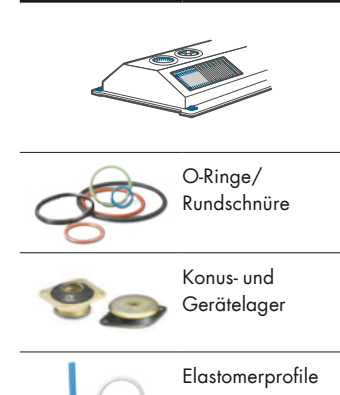 O-Ringe/
Rundschnüre
Konus- und
Gerätelager
Elastomerprofile